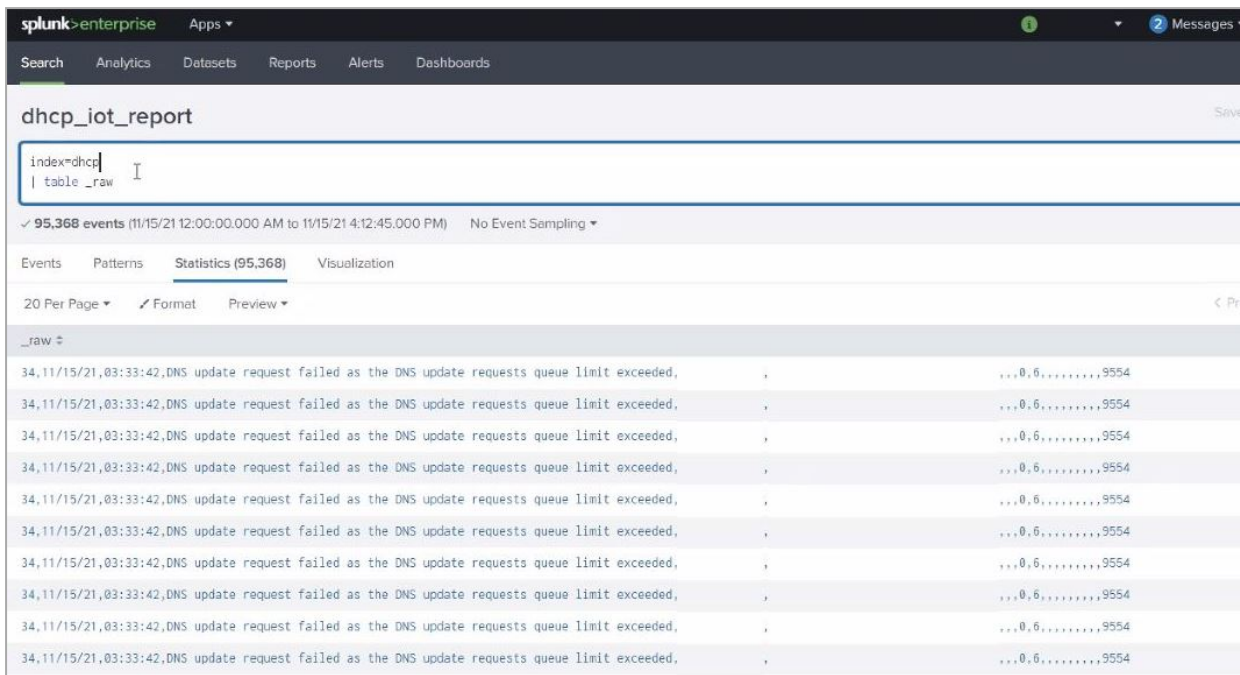 splunk>enterprise Apps i 2 Messages
Search Analytics Datasets Reports Alerts Dashboards
dhcp_iot_report Save
index=dhcp
| table _raw
✓ 95,368 events (11/15/21 12:00:00.000 AM to 11/15/21 4:12:45.000 PM) No Event Sampling
Events Patterns Statistics (95,368) Visualization
20 Per Page Format Preview < Pr
_raw
34,11/15/21,03:33:42,DNS update request failed as the DNS update requests queue limit exceeded, , ,,,0,6,,,,,,,,,9554
34,11/15/21,03:33:42,DNS update request failed as the DNS update requests queue limit exceeded, , ,,,0,6,,,,,,,,,9554
34,11/15/21,03:33:42,DNS update request failed as the DNS update requests queue limit exceeded, , ,,,0,6,,,,,,,,,9554
34,11/15/21,03:33:42,DNS update request failed as the DNS update requests queue limit exceeded, , ,,,0,6,,,,,,,,,9554
34,11/15/21,03:33:42,DNS update request failed as the DNS update requests queue limit exceeded, , ,,,0,6,,,,,,,,,9554
34,11/15/21,03:33:42,DNS update request failed as the DNS update requests queue limit exceeded, , ,,,0,6,,,,,,,,,9554
34,11/15/21,03:33:42,DNS update request failed as the DNS update requests queue limit exceeded, , ,,,0,6,,,,,,,,,9554
34,11/15/21,03:33:42,DNS update request failed as the DNS update requests queue limit exceeded, , ,,,0,6,,,,,,,,,9554
34,11/15/21,03:33:42,DNS update request failed as the DNS update requests queue limit exceeded, , ,,,0,6,,,,,,,,,9554
34,11/15/21,03:33:42,DNS update request failed as the DNS update requests queue limit exceeded, , ,,,0,6,,,,,,,,,9554